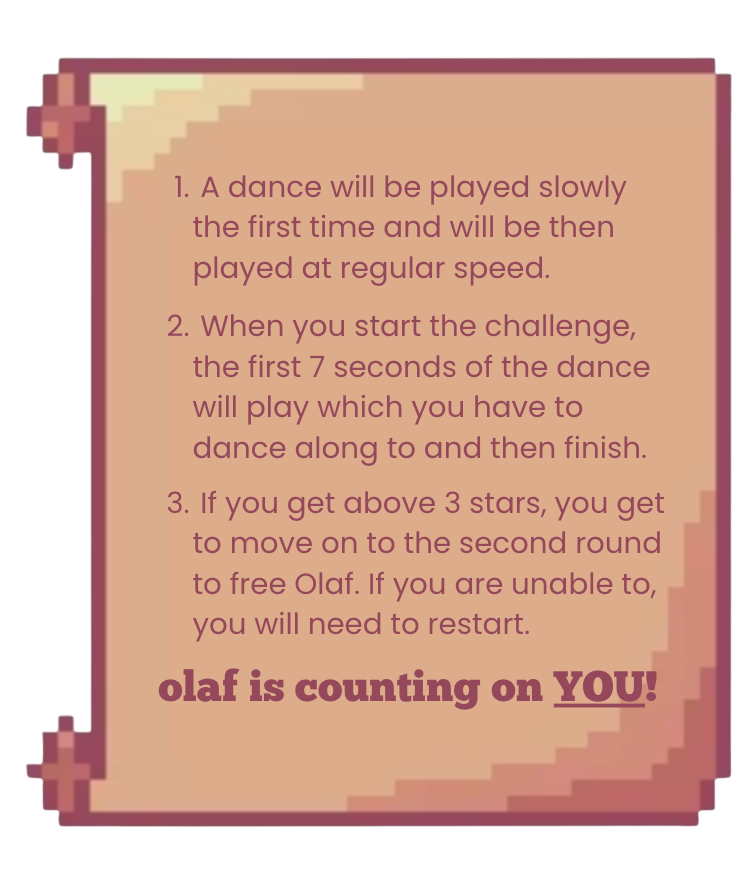 1. A dance will be played slowly
the first time and will be then
played at regular speed.
2. When you start the challenge,
the first 7 seconds of the dance
will play which you have to
dance along to and then finish.
3. If you get above 3 stars, you get
to move on to the second round
to free Olaf. If you are unable to,
you will need to restart.
olaf is counting on YOU!